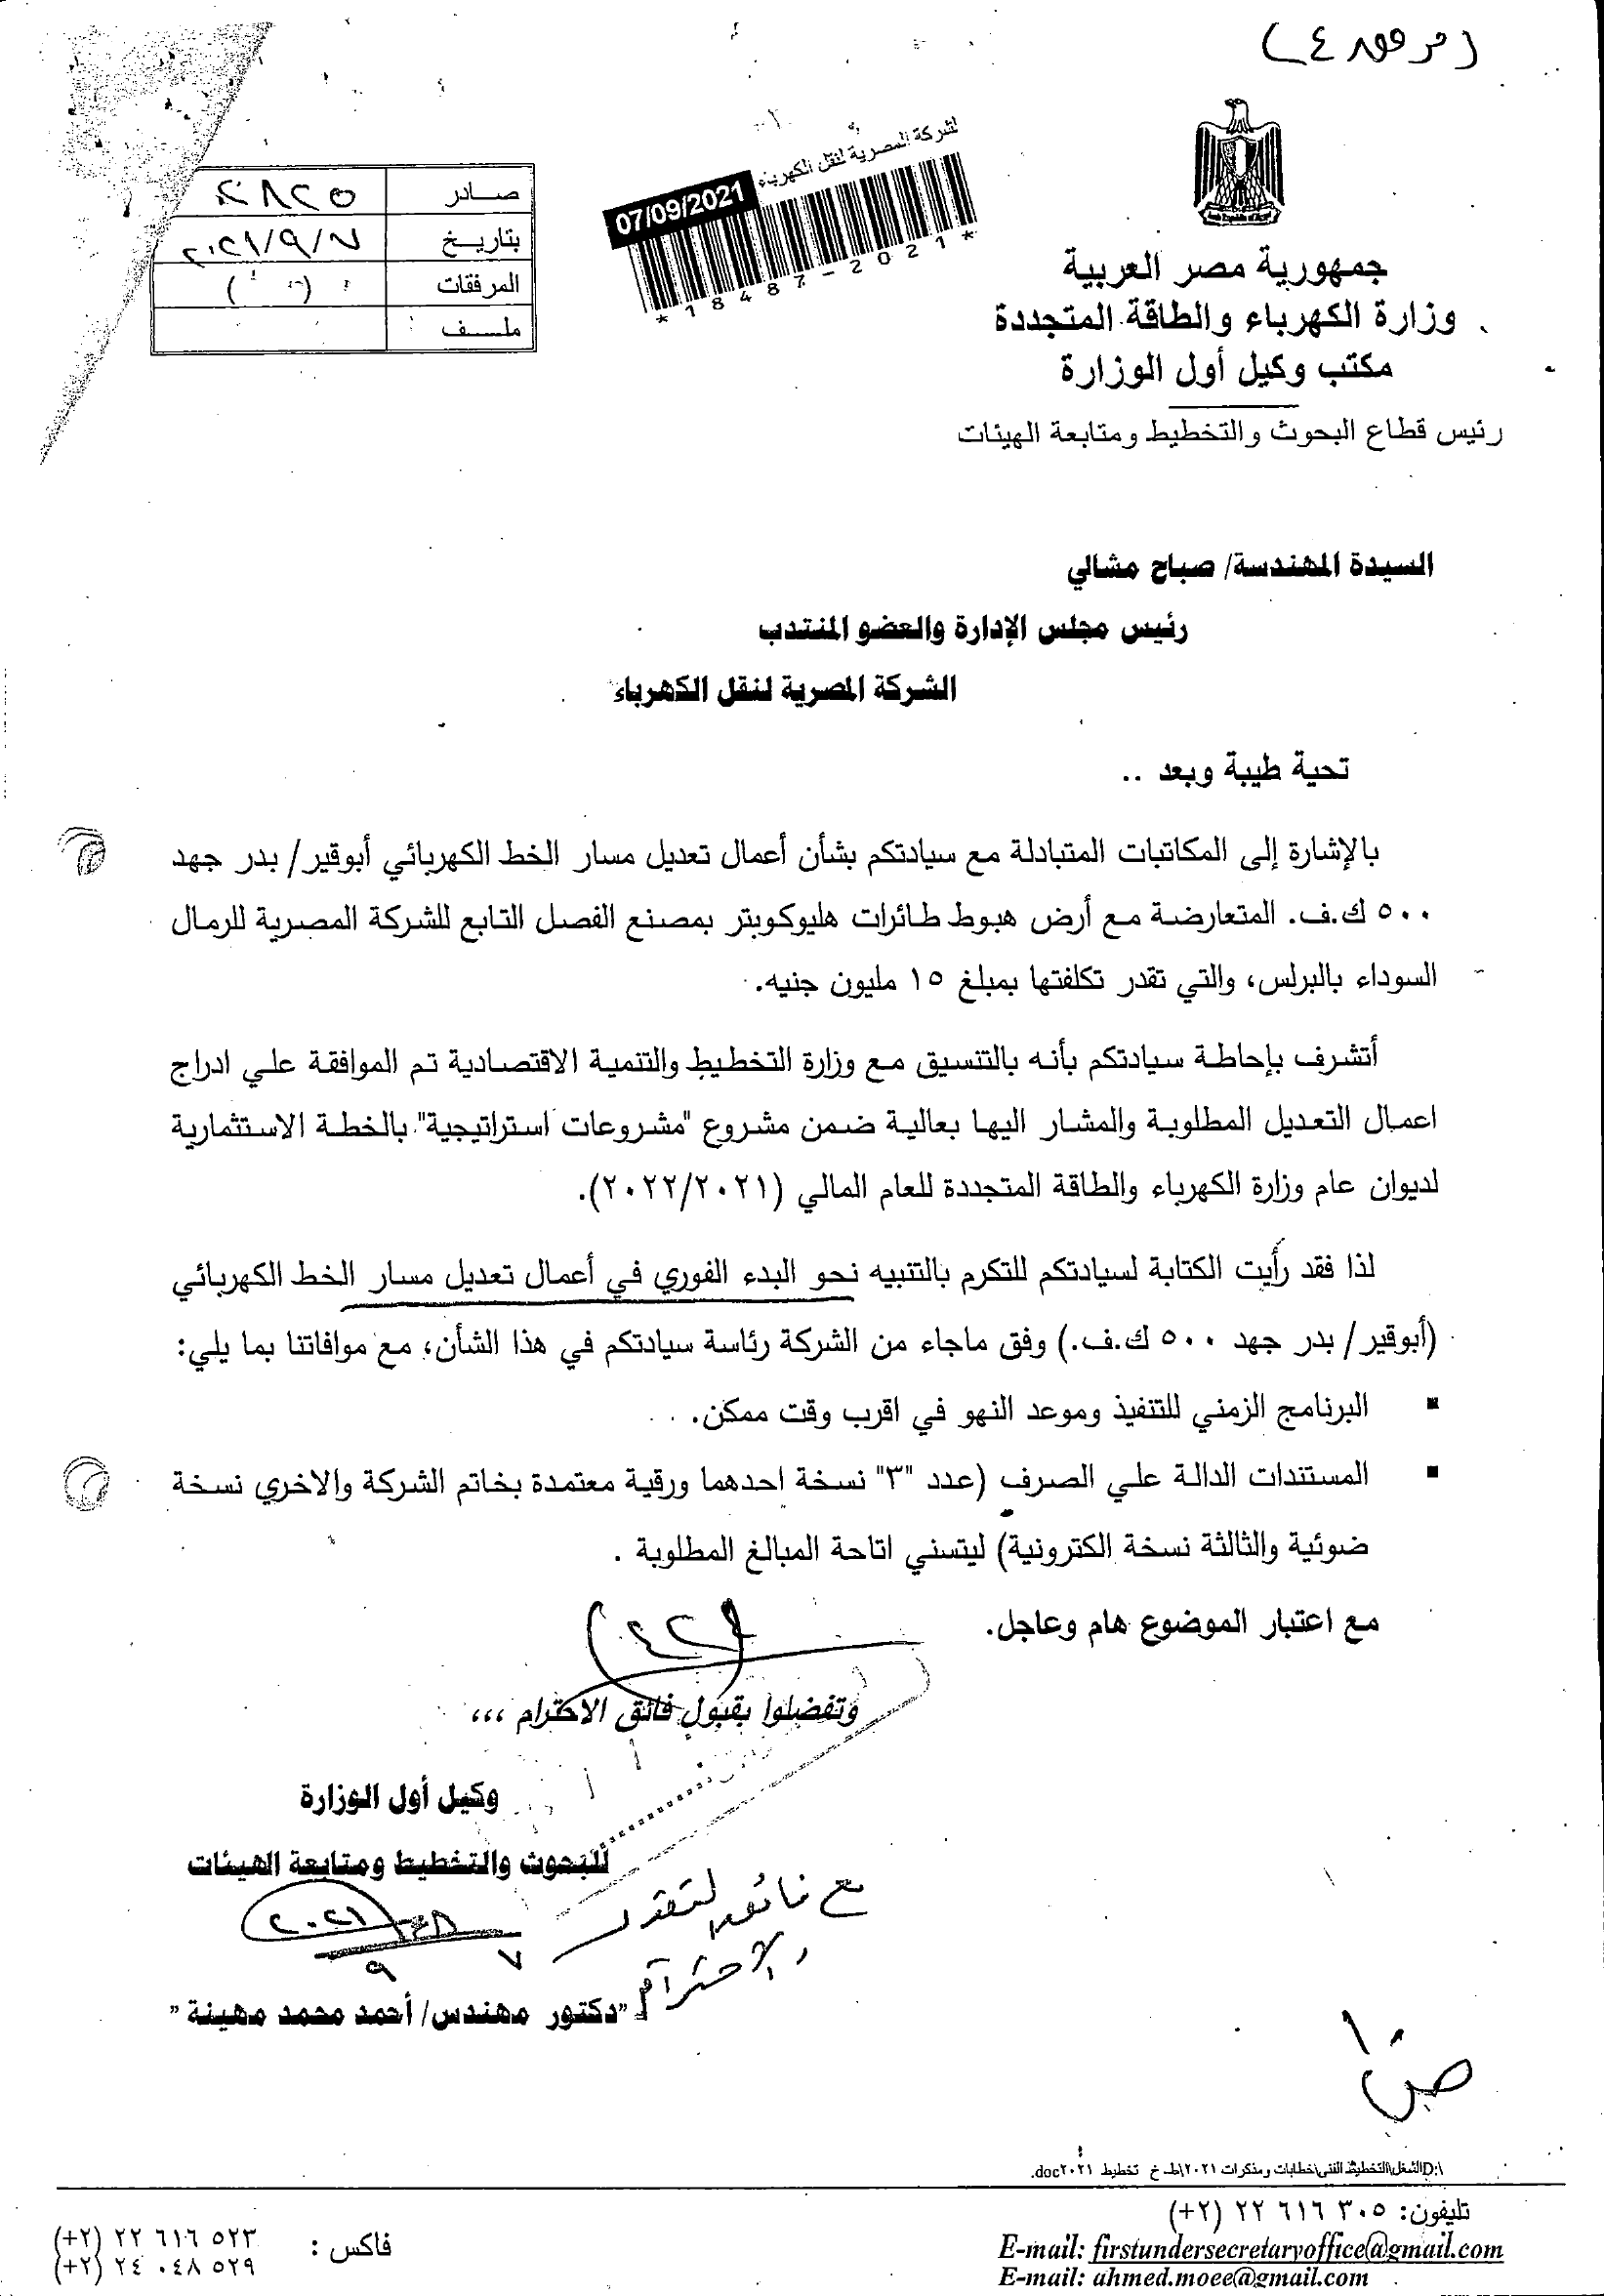 (مرفق ٤)
الشركة المصرية لنقل الكهرباء
07/09/2021
*18487-2021*
صادر
بتاريخ ٢٠٢١/٩/٧
المرفقات ( )
ملف
جمهورية مصر العربية
وزارة الكهرباء والطاقة المتجددة
مكتب وكيل أول الوزارة
رئيس قطاع البحوث والتخطيط ومتابعة الهيئات
السيدة المهندسة/ صباح مشالي
رئيس مجلس الإدارة والعضو المنتدب
الشركة المصرية لنقل الكهرباء
تحية طيبة وبعد ..
بالإشارة إلى المكاتبات المتبادلة مع سيادتكم بشأن أعمال تعديل مسار الخط الكهربائي أبوقير/ بدر جهد
٥٠٠ ك.ف. المتعارضة مع أرض هبوط طائرات هليوكوبتر بمصنع الفصل التابع للشركة المصرية للرمال
السوداء بالبرلس، والتي تقدر تكلفتها بمبلغ ١٥ مليون جنيه.
أتشرف بإحاطة سيادتكم بأنه بالتنسيق مع وزارة التخطيط والتنمية الاقتصادية تم الموافقة علي ادراج
اعمال التعديل المطلوبة والمشار اليها بعالية ضمن مشروع "مشروعات استراتيجية" بالخطة الاستثمارية
لديوان عام وزارة الكهرباء والطاقة المتجددة للعام المالي (٢٠٢٢/٢٠٢١).
لذا فقد رأيت الكتابة لسيادتكم للتكرم بالتنبيه نحو البدء الفوري في أعمال تعديل مسار الخط الكهربائي
(أبوقير/ بدر جهد ٥٠٠ ك.ف.) وفق ماجاء من الشركة رئاسة سيادتكم في هذا الشأن، مع موافاتنا بما يلي:
▪ البرنامج الزمني للتنفيذ وموعد النهو في اقرب وقت ممكن.
▪ المستندات الدالة علي الصرف (عدد "٣" نسخة احدهما ورقية معتمدة بخاتم الشركة والاخري نسخة
ضوئية والثالثة نسخة الكترونية) ليتسني اتاحة المبالغ المطلوبة .
مع اعتبار الموضوع هام وعاجل.
وتفضلوا بقبول فائق الاحترام ،،،
وكيل أول الوزارة
للبحوث والتخطيط ومتابعة الهيئات
مع فائق التقدير
والاحترام
٢٠٢١
٩ ٧
"دكتور مهندس/ أحمد محمد مهينة"
D:\الشغل\التخطيط الفنى\خطابات ومذكرات ٢٠٢١\ط خ تخطيط ٢٠٢١.doc
تليفون: ٣٠٥ ٦١٦ ٢٢ (٢+)
E-mail: firstundersecretaryoffice@gmail.com
E-mail: ahmed.moee@gmail.com
فاكس : ٥٢٣ ٦١٦ ٢٢ (٢+)
٥٢٩ ٠٤٨ ٢٤ (٢+)